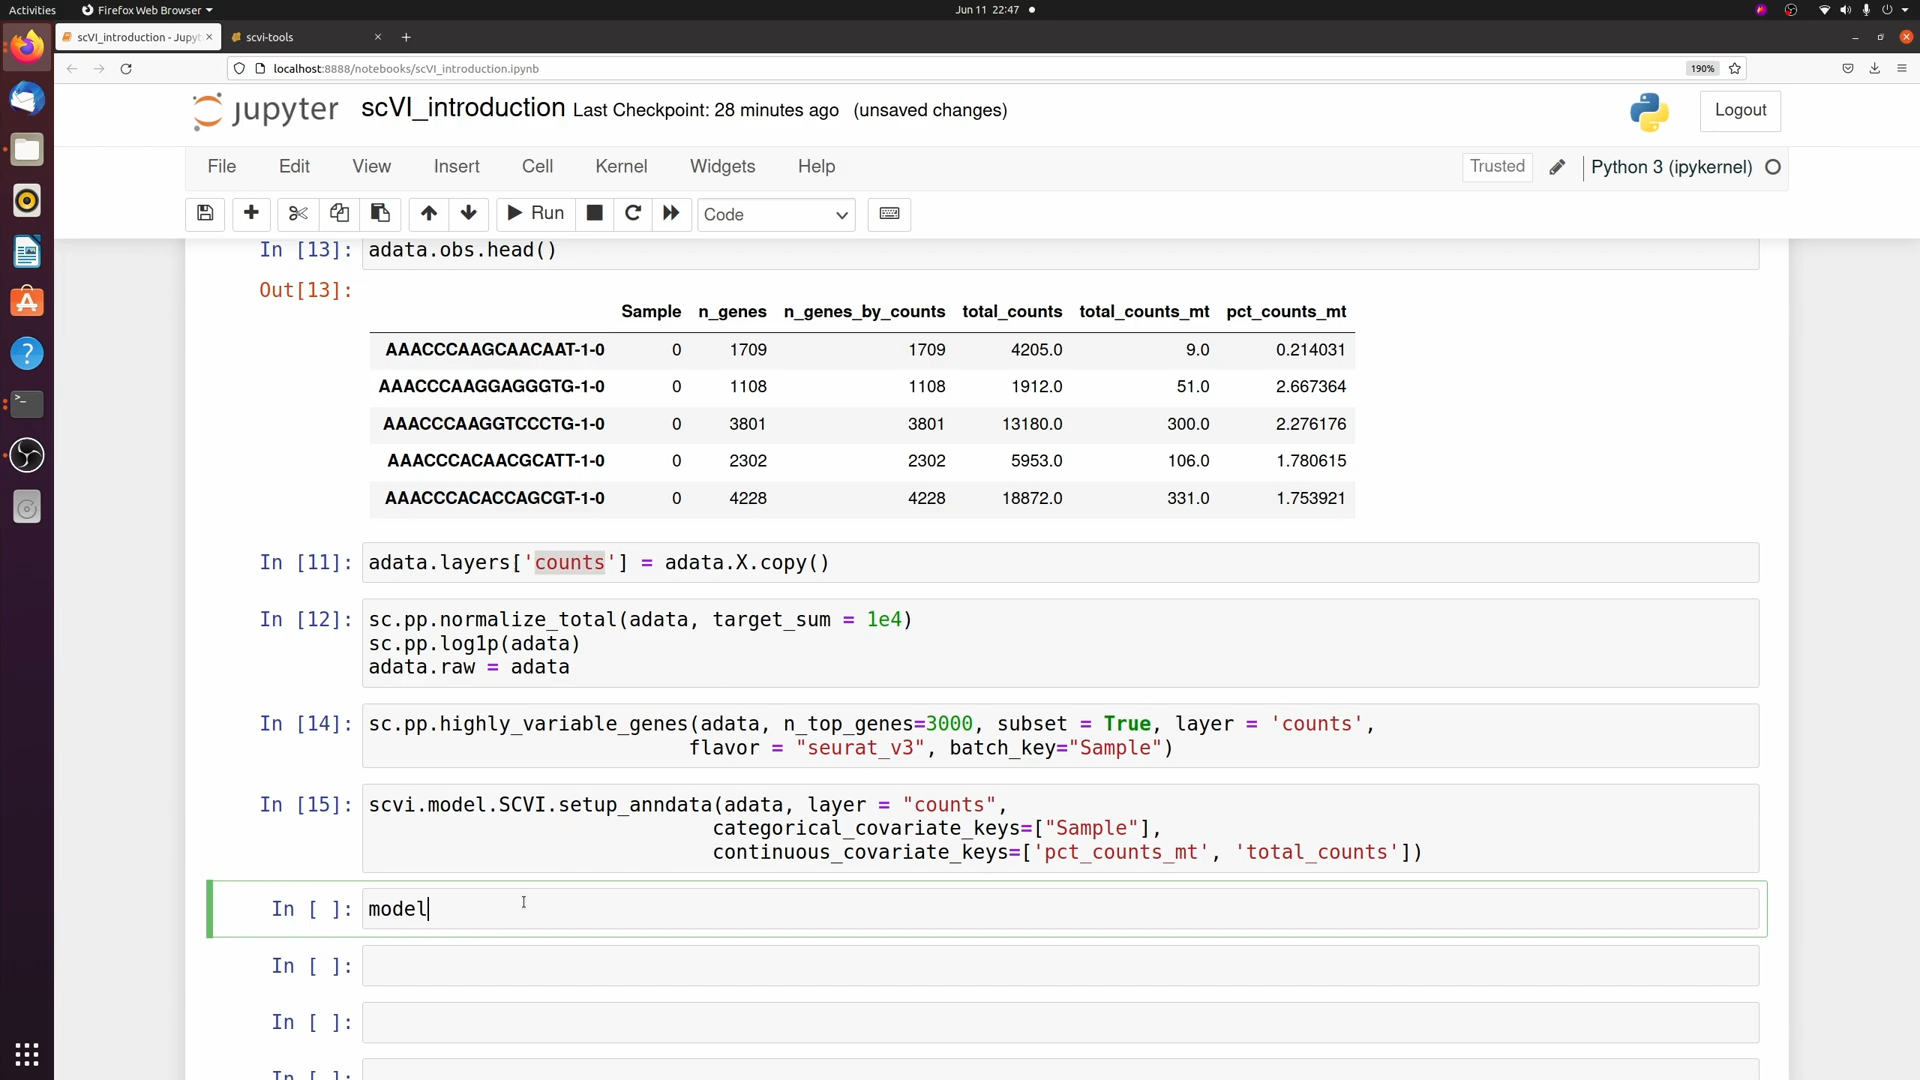 Activities
Firefox Web Browser
Jun 11 22:47
scVI_introduction - Jupyt
scvi-tools
localhost:8888/notebooks/scVI_introduction.ipynb
190%
jupyter scVI_introduction Last Checkpoint: 28 minutes ago (unsaved changes)
Logout
File Edit View Insert Cell Kernel Widgets Help
Trusted
Python 3 (ipykernel)
Run
Code
In [13]: adata.obs.head()
Out[13]:
Sample n_genes n_genes_by_counts total_counts total_counts_mt pct_counts_mt
AAACCCAAGCAACAAT-1-0 0 1709 1709 4205.0 9.0 0.214031
AAACCCAAGGAGGGTG-1-0 0 1108 1108 1912.0 51.0 2.667364
AAACCCAAGGTCCCTG-1-0 0 3801 3801 13180.0 300.0 2.276176
AAACCCACAACGCATT-1-0 0 2302 2302 5953.0 106.0 1.780615
AAACCCACACCAGCGT-1-0 0 4228 4228 18872.0 331.0 1.753921
In [11]: adata.layers['counts'] = adata.X.copy()
In [12]: sc.pp.normalize_total(adata, target_sum = 1e4)
sc.pp.log1p(adata)
adata.raw = adata
In [14]: sc.pp.highly_variable_genes(adata, n_top_genes=3000, subset = True, layer = 'counts',
flavor = "seurat_v3", batch_key="Sample")
In [15]: scvi.model.SCVI.setup_anndata(adata, layer = "counts",
categorical_covariate_keys=["Sample"],
continuous_covariate_keys=['pct_counts_mt', 'total_counts'])
In [ ]: model
In [ ]:
In [ ]:
In [ ]: